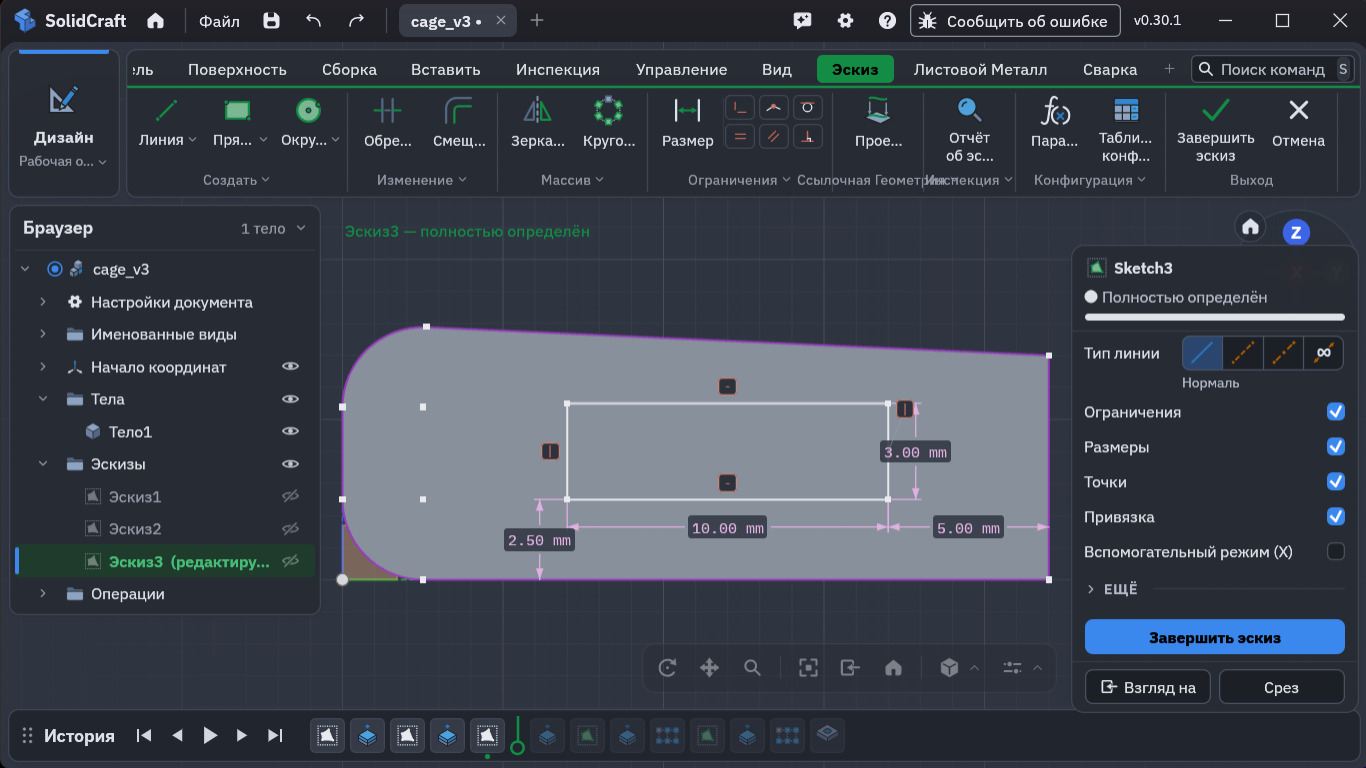 SolidCraft
Файл
cage_v3 •
Сообщить об ошибке
v0.30.1
Дизайн
Рабочая о...
ель
Поверхность
Сборка
Вставить
Инспекция
Управление
Вид
Эскиз
Листовой Металл
Сварка
Поиск команд
S
Линия
Пря...
Окру...
Обре...
Смещ...
Зерка...
Круго...
Размер
Прое...
Отчёт
об эс...
Пара...
Табли...
конф...
Завершить
эскиз
Отмена
Создать
Изменение
Массив
Ограничения
Ссылочная Геометрия
Инспекция
Конфигурация
Выход
Браузер
1 тело
cage_v3
Настройки документа
Именованные виды
Начало координат
Тела
Тело1
Эскизы
Эскиз1
Эскиз2
Эскиз3 (редактиру...
Операции
Эскиз3 — полностью определён
Z
3.00 mm
10.00 mm
5.00 mm
2.50 mm
Sketch3
Полностью определён
Тип линии
Нормаль
Ограничения
Размеры
Точки
Привязка
Вспомогательный режим (X)
ЕЩЁ
Завершить эскиз
Взгляд на
Срез
История